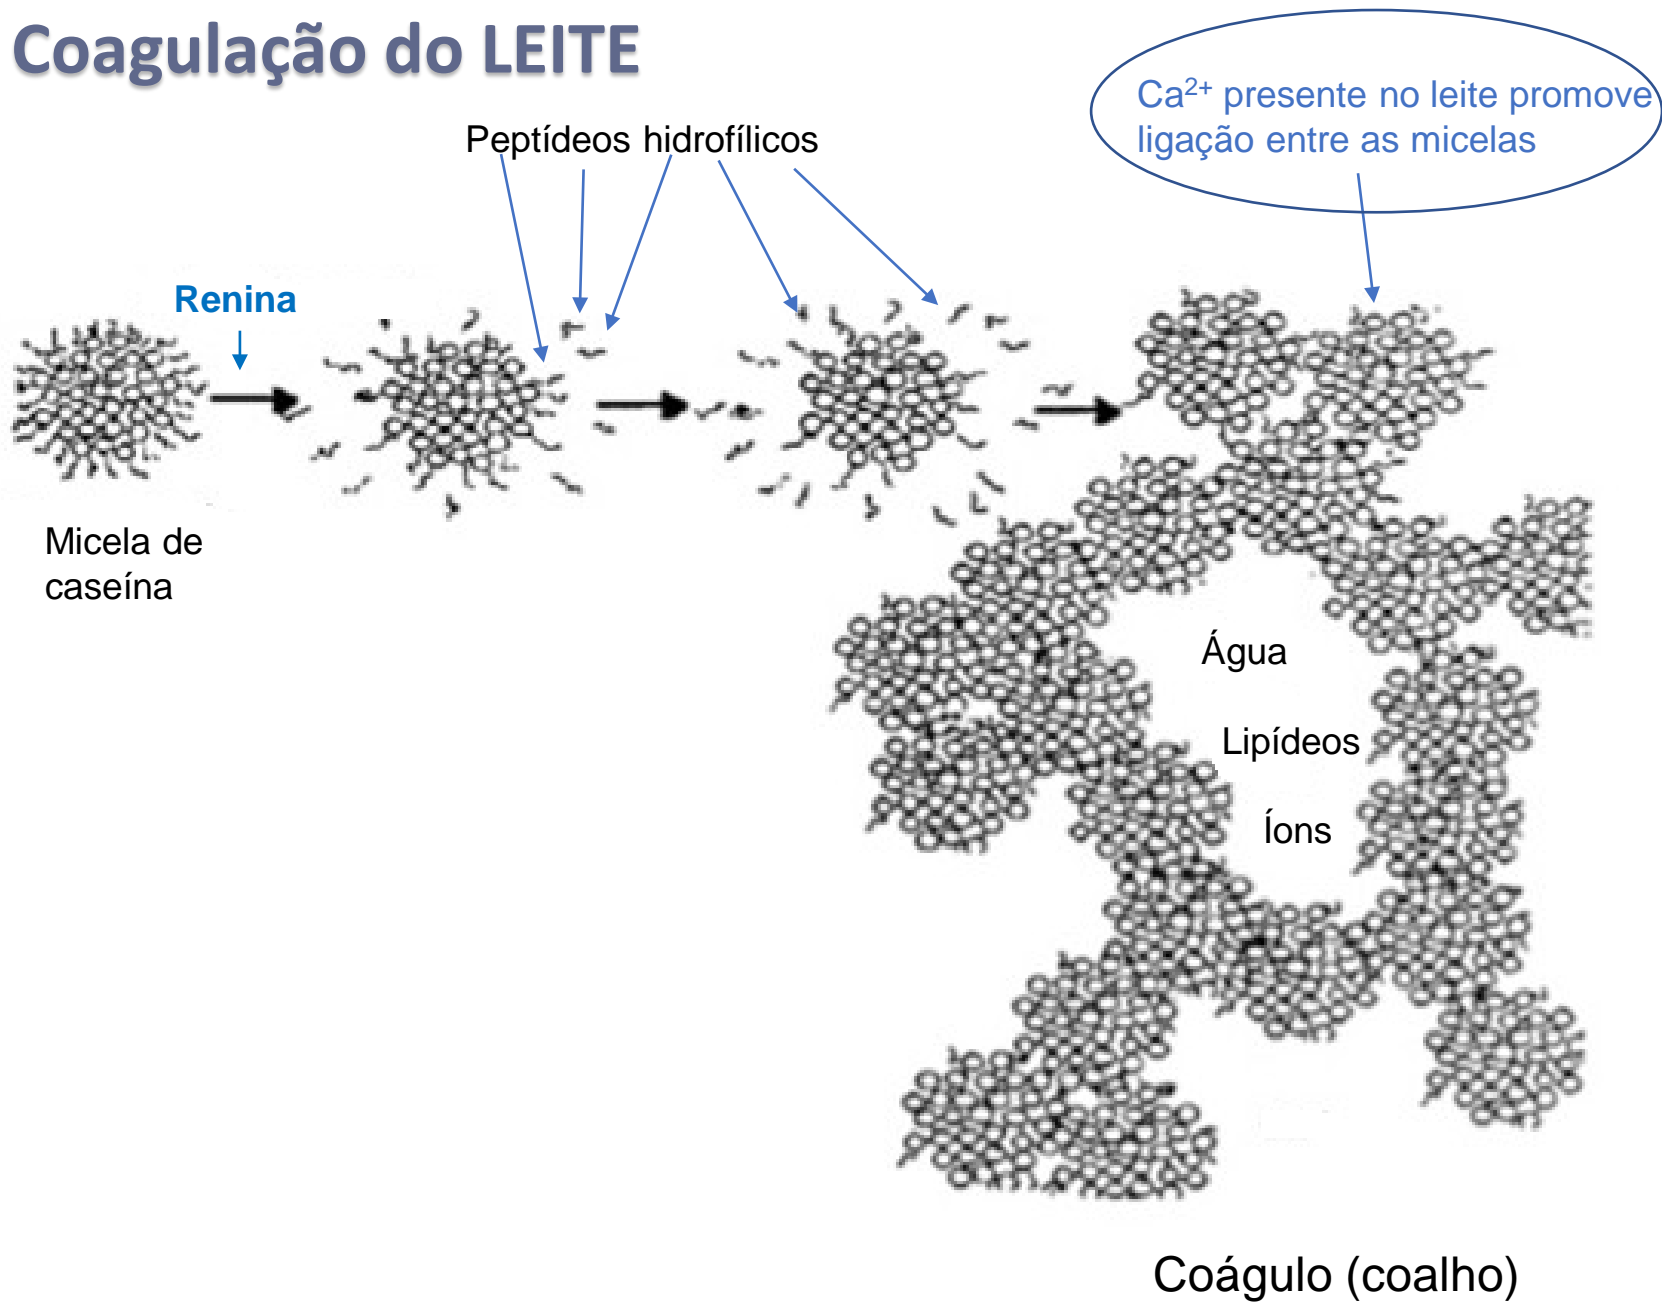 Coagulação do LEITE
Ca²⁺ presente no leite promove
ligação entre as micelas
Peptídeos hidrofílicos
Renina
Micela de
caseína
Água
Lipídeos
Íons
Coágulo (coalho)